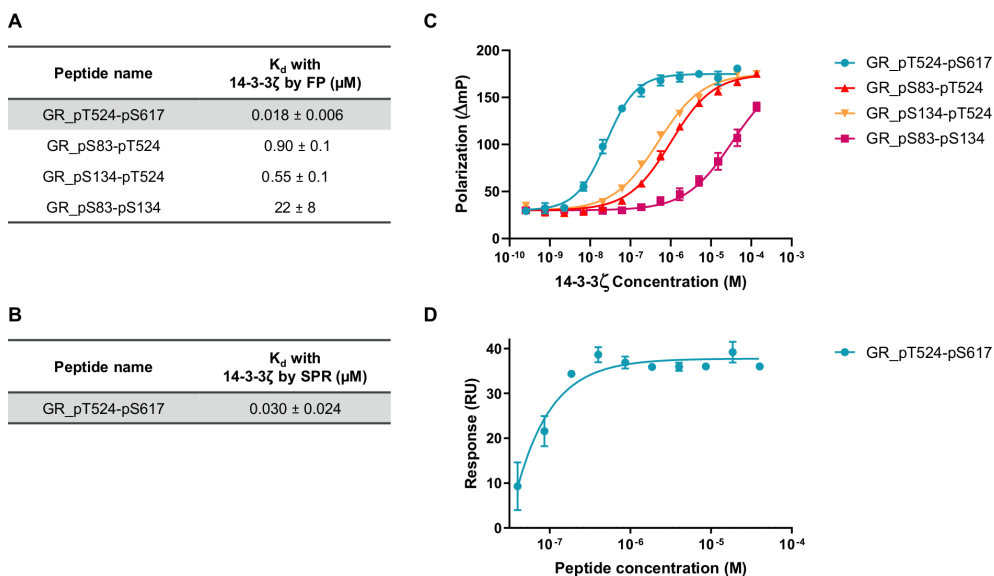 A
Peptide name
K_d with
14-3-3ζ by FP (µM)
GR_pT524-pS617 0.018 ± 0.006
GR_pS83-pT524 0.90 ± 0.1
GR_pS134-pT524 0.55 ± 0.1
GR_pS83-pS134 22 ± 8
B
Peptide name
K_d with
14-3-3ζ by SPR (µM)
GR_pT524-pS617 0.030 ± 0.024
C
Polarization (ΔmP)
200
150
100
50
0
10^-10 10^-9 10^-8 10^-7 10^-6 10^-5 10^-4 10^-3
14-3-3ζ Concentration (M)
GR_pT524-pS617
GR_pS83-pT524
GR_pS134-pT524
GR_pS83-pS134
D
Response (RU)
40
30
20
10
0
10^-7 10^-6 10^-5 10^-4
Peptide concentration (M)
GR_pT524-pS617